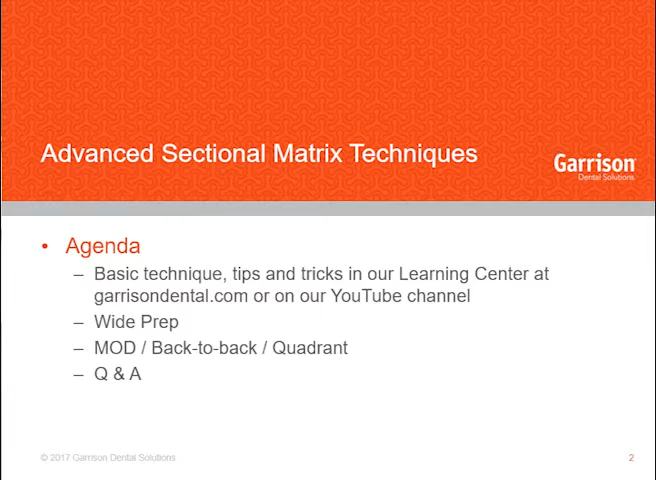 Advanced Sectional Matrix Techniques
Garrison
Dental Solutions
• Agenda
– Basic technique, tips and tricks in our Learning Center at
garrisondental.com or on our YouTube channel
– Wide Prep
– MOD / Back-to-back / Quadrant
– Q & A
© 2017 Garrison Dental Solutions
2